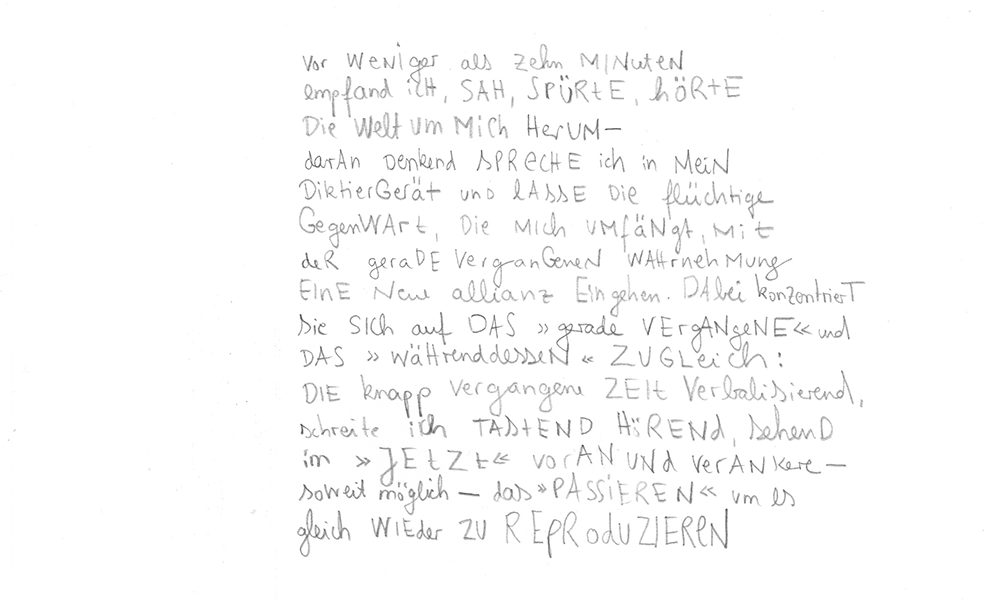 vor WeNiger als zehn MINuteN
empfand icH, SAH, SPÜRtE, höRtE
Die Welt um MiCh HerUM—
darAn Denkend SPReCHE ich in MeiN
DiktierGerät und lASSE Die flüchtige
GegenWArt, Die Mich UMfäNgt, Mit
deR geraDE VerganGeneN WAHrnehMung
EInE Neue allianz Eingehen. DAbei konzentrierT
Sie SICh auf DAS »gerade VErgANgeNE« und
DAS »wäHrenddesseN« ZUGLeich:
DIE knapp Vergangene ZEIt Verbalisierend,
schreite ich TAStEND HöRENd, SehenD
im »JEtZt« vorAN UNd verANkere—
soweit möglich — das »PASSiEREN« um es
gleich WIEder ZU REpRoduZIEReN